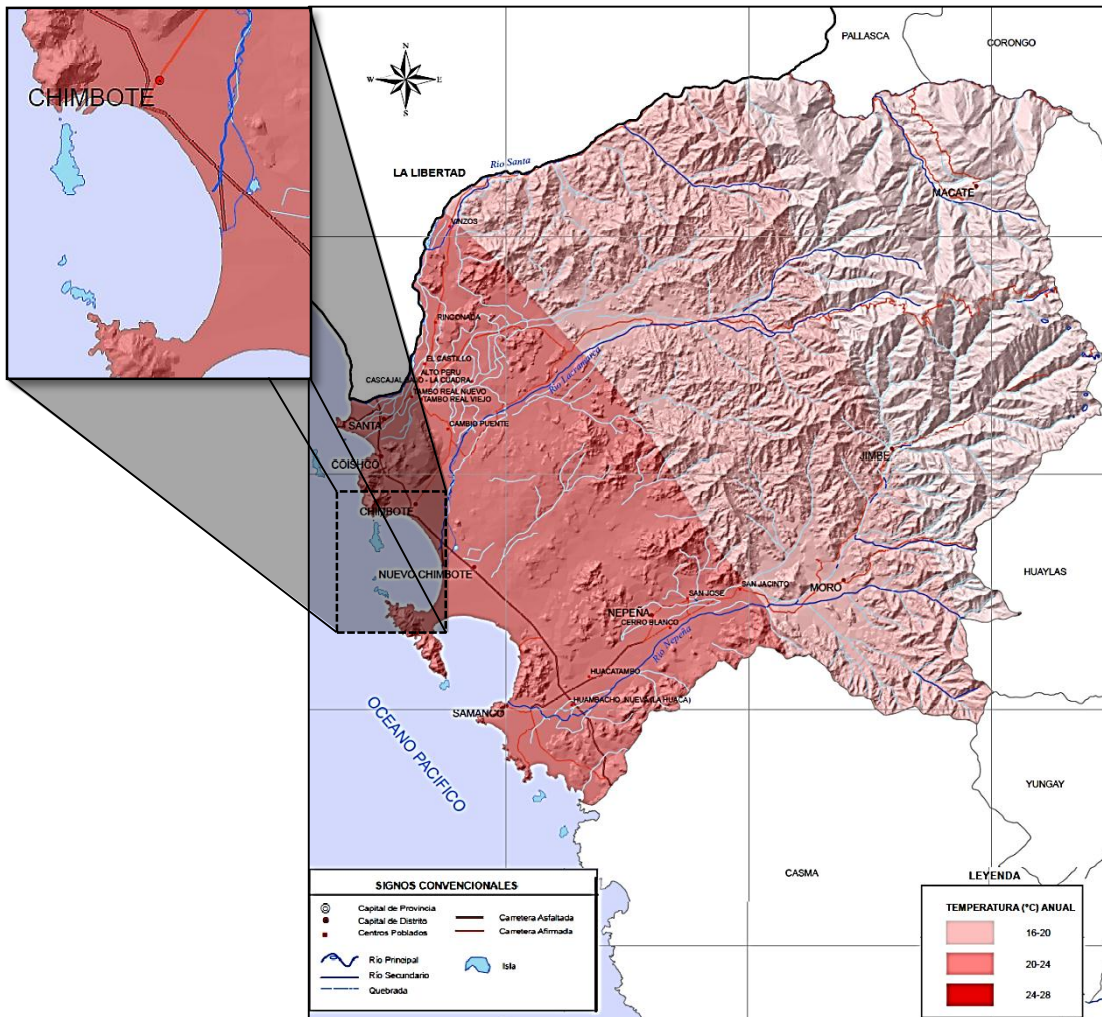 CHIMBOTE
PALLASCA
CORONGO
N
W
E
S
LA LIBERTAD
Río Santa
MACATE
VINZOS
RINCONADA
EL CASTILLO
ALTO PERU
CASCAJAL BAJO - LA CUADRA
TAMBO REAL NUEVO
TAMBO REAL VIEJO
Río Lacramarca
SANTA
CAMBIO PUENTE
COISHCO
JIMBE
CHIMBOTE
NUEVO CHIMBOTE
HUAYLAS
SAN JACINTO
MORO
SAN JOSE
NEPEÑA
CERRO BLANCO
Río Nepeña
HUACATAMBO
HUAMBACHO (NUEVA (LA HUACA)
SAMANCO
OCEANO PACIFICO
YUNGAY
CASMA
SIGNOS CONVENCIONALES
Capital de Provincia
Capital de Distrito
Centros Poblados
Carretera Asfaltada
Carretera Afirmada
Río Principal
Río Secundario
Quebrada
Isla
LEYENDA
TEMPERATURA (°C) ANUAL
16-20
20-24
24-28